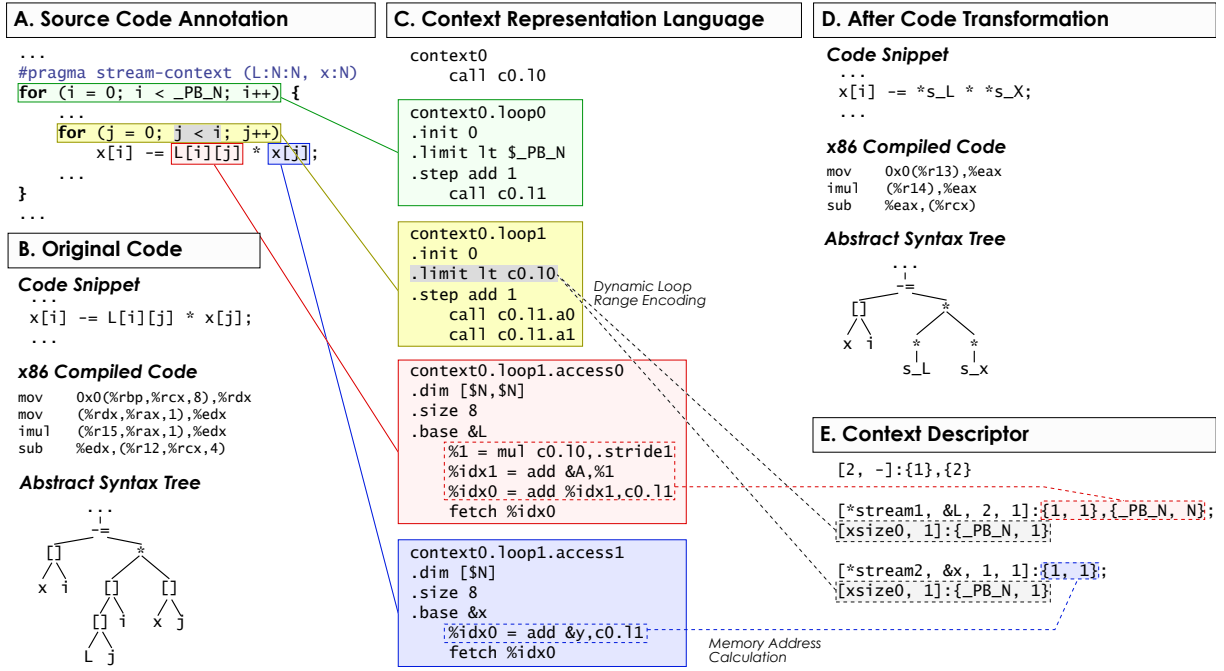 A. Source Code Annotation
...
#pragma stream-context (L:N:N, x:N)
for (i = 0; i < _PB_N; i++) {
...
for (j = 0; j < i; j++)
x[i] -= L[i][j] * x[j];
...
}
...
B. Original Code
Code Snippet
...
x[i] -= L[i][j] * x[j];
...
x86 Compiled Code
mov 0x0(%rbp,%rcx,8),%rdx
mov (%rdx,%rax,1),%edx
imul (%r15,%rax,1),%edx
sub %edx,(%r12,%rcx,4)
Abstract Syntax Tree
...
-=
[] *
x i [] []
[] i x j
L j
C. Context Representation Language
context0
call c0.l0
context0.loop0
.init 0
.limit lt $_PB_N
.step add 1
call c0.l1
context0.loop1
.init 0
.limit lt c0.l0
.step add 1
call c0.l1.a0
call c0.l1.a1
Dynamic Loop
Range Encoding
context0.loop1.access0
.dim [$N,$N]
.size 8
.base &L
%1 = mul c0.l0,.stride1
%idx1 = add &A,%1
%idx0 = add %idx1,c0.l1
fetch %idx0
context0.loop1.access1
.dim [$N]
.size 8
.base &x
%idx0 = add &y,c0.l1
fetch %idx0
Memory Address
Calculation
D. After Code Transformation
Code Snippet
...
x[i] -= *s_L * *s_X;
...
x86 Compiled Code
mov 0x0(%r13),%eax
imul (%r14),%eax
sub %eax,(%rcx)
Abstract Syntax Tree
...
-=
[] *
x i * *
s_L s_x
E. Context Descriptor
[2, -]:{1},{2}
[*stream1, &L, 2, 1]:{1, 1},{_PB_N, N};
[xsize0, 1]:{_PB_N, 1}
[*stream2, &x, 1, 1]:{1, 1};
[xsize0, 1]:{_PB_N, 1}